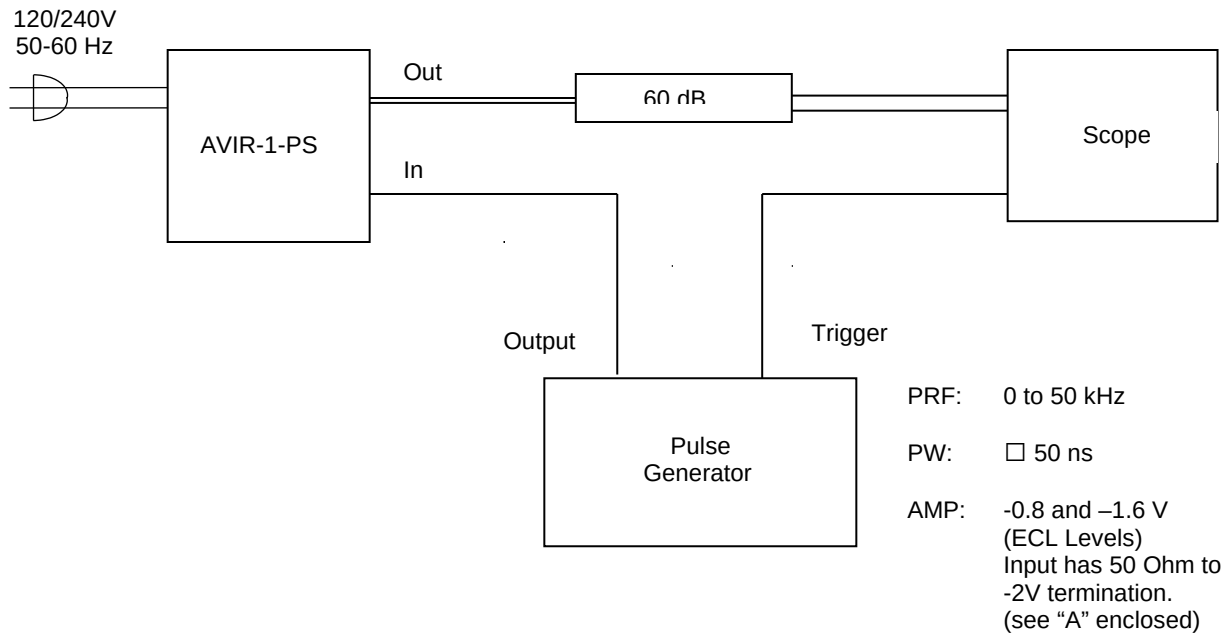 120/240V
50-60 Hz
Out
60 dB
AVIR-1-PS
Scope
In
Output
Trigger
Pulse
Generator
PRF: 0 to 50 kHz
PW: □ 50 ns
AMP: -0.8 and –1.6 V
(ECL Levels)
Input has 50 Ohm to
-2V termination.
(see “A” enclosed)